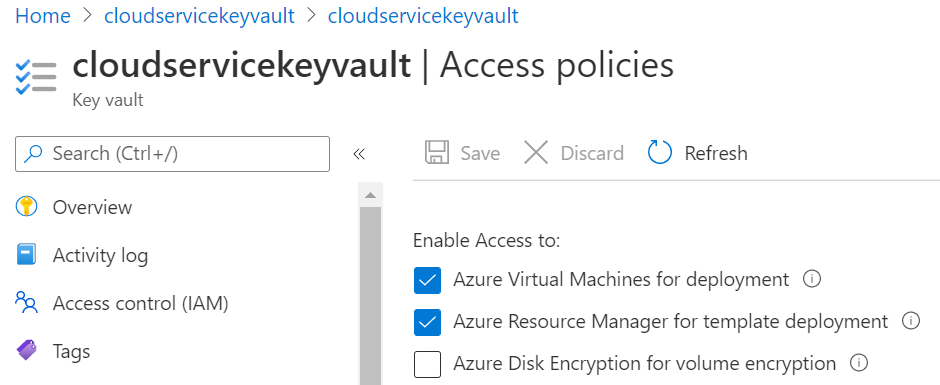 Home > cloudservicekeyvault > cloudservicekeyvault
cloudservicekeyvault | Access policies
Key vault
Search (Ctrl+/)
«
Save
Discard
Refresh
Overview
Activity log
Access control (IAM)
Tags
Enable Access to:
Azure Virtual Machines for deployment
Azure Resource Manager for template deployment
Azure Disk Encryption for volume encryption